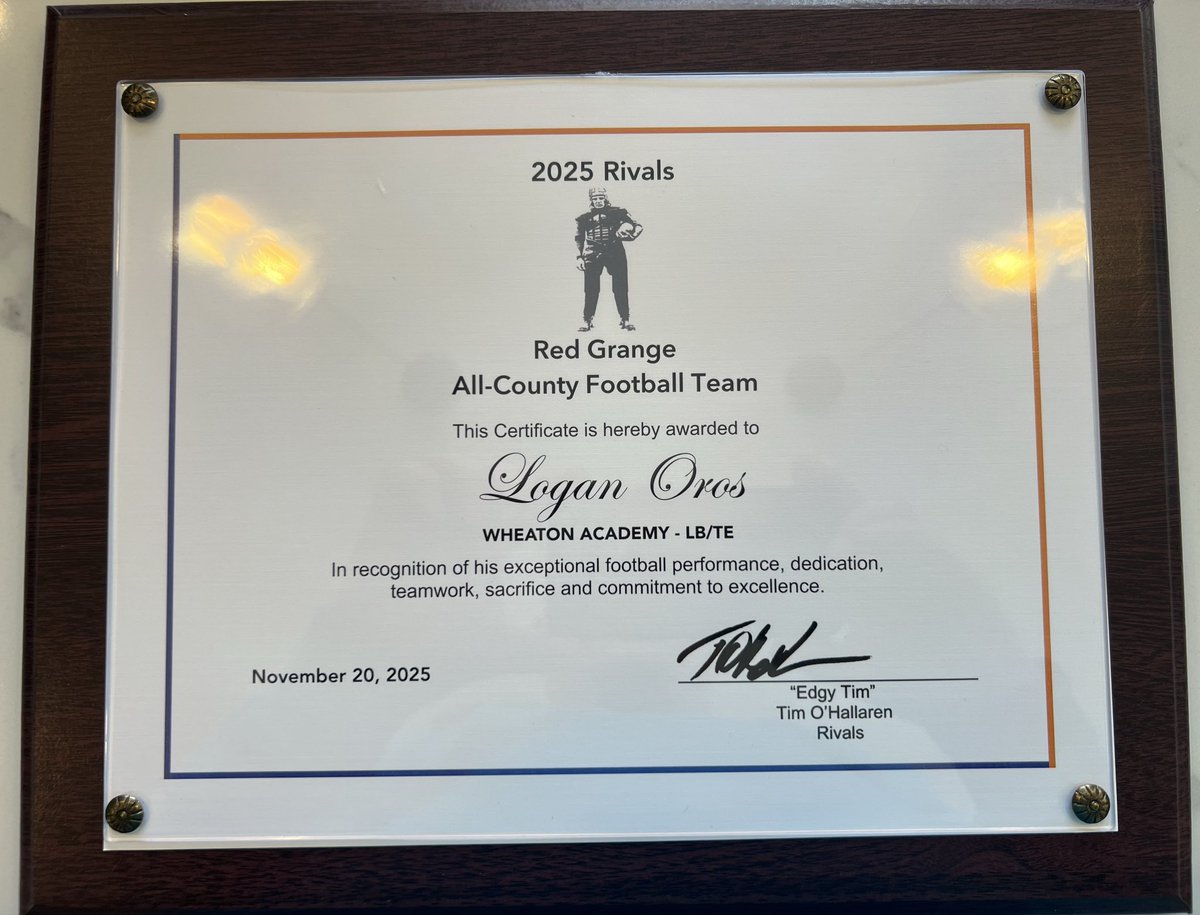 2025 Rivals
Red Grange
All-County Football Team
This Certificate is hereby awarded to
Logan Oros
WHEATON ACADEMY - LB/TE
In recognition of his exceptional football performance, dedication,
teamwork, sacrifice and commitment to excellence.
November 20, 2025
“Edgy Tim”
Tim O’Hallaren
Rivals